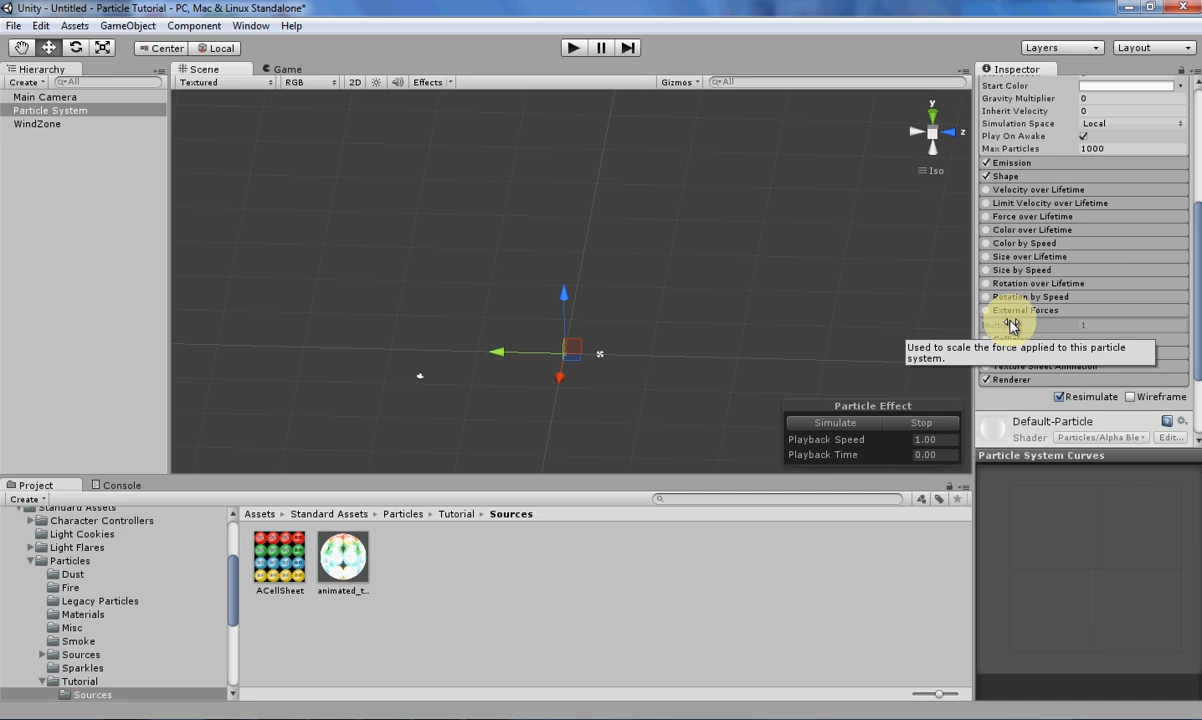 Unity - Untitled - Particle Tutorial - PC, Mac & Linux Standalone*
File Edit Assets GameObject Component Window Help
Center Local Layers Layout
Hierarchy
Create All
Main Camera
Particle System
WindZone
Scene Game
Textured RGB 2D Effects Gizmos All
y
z
Iso
Particle Effect
Simulate Stop
Playback Speed 1.00
Playback Time 0.00
Inspector
Start Color
Gravity Multiplier 0
Inherit Velocity 0
Simulation Space Local
Play On Awake
Max Particles 1000
Emission
Shape
Velocity over Lifetime
Limit Velocity over Lifetime
Force over Lifetime
Color over Lifetime
Color by Speed
Size over Lifetime
Size by Speed
Rotation over Lifetime
Rotation by Speed
External Forces
1
Used to scale the force applied to this particle
system.
Texture Sheet Animation
Renderer
Resimulate Wireframe
Default-Particle
Shader Particles/Alpha Ble Edit...
Particle System Curves
Project Console
Create
Standard Assets
Character Controllers
Light Cookies
Light Flares
Particles
Dust
Fire
Legacy Particles
Materials
Misc
Smoke
Sources
Sparkles
Tutorial
Sources
Assets Standard Assets Particles Tutorial Sources
ACellSheet animated_t...